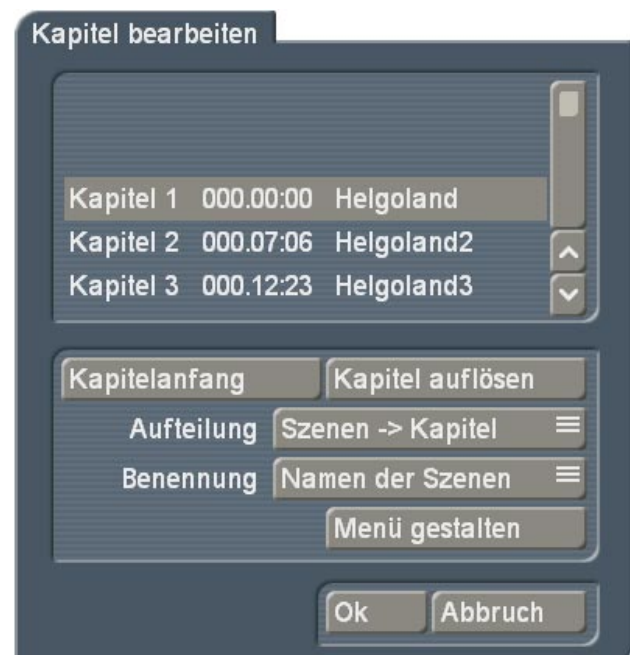 Kapitel bearbeiten
Kapitel 1 000.00:00 Helgoland
Kapitel 2 000.07:06 Helgoland2
Kapitel 3 000.12:23 Helgoland3
Kapitelanfang Kapitel auflösen
Aufteilung Szenen -> Kapitel
Benennung Namen der Szenen
Menü gestalten
Ok Abbruch